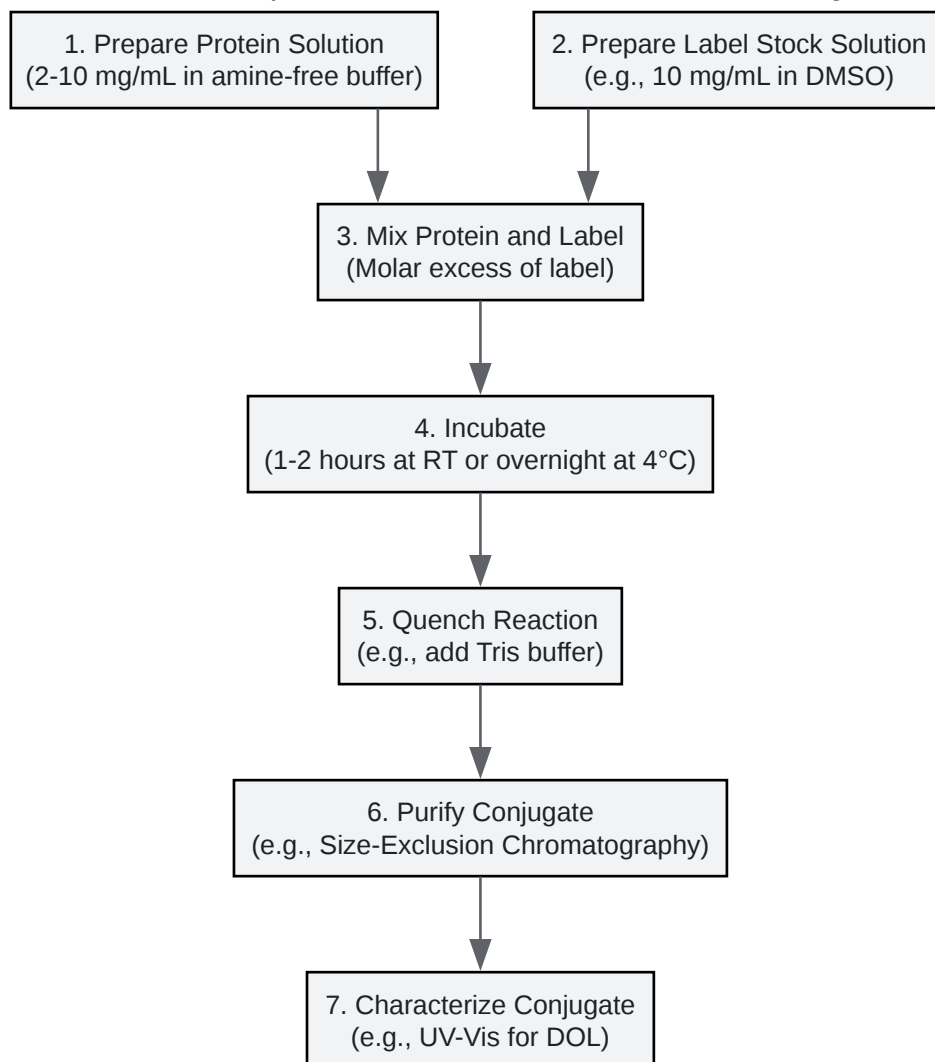 1. Prepare Protein Solution
(2-10 mg/mL in amine-free buffer)
2. Prepare Label Stock Solution
(e.g., 10 mg/mL in DMSO)
3. Mix Protein and Label
(Molar excess of label)
4. Incubate
(1-2 hours at RT or overnight at 4°C)
5. Quench Reaction
(e.g., add Tris buffer)
6. Purify Conjugate
(e.g., Size-Exclusion Chromatography)
7. Characterize Conjugate
(e.g., UV-Vis for DOL)